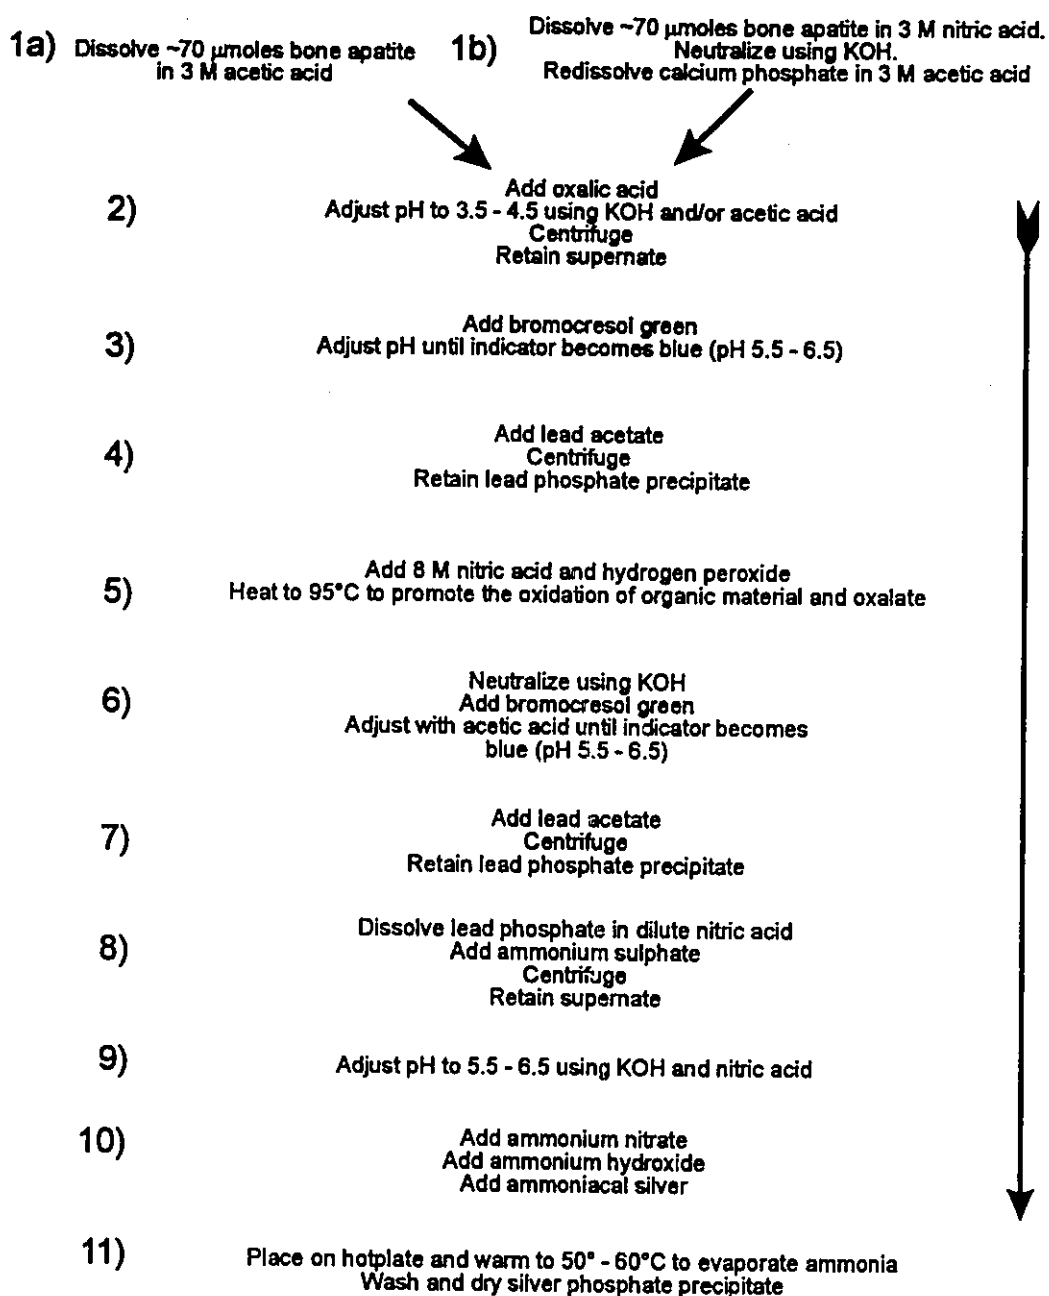 1a) Dissolve ~70 µmoles bone apatite
in 3 M acetic acid
1b) Dissolve ~70 µmoles bone apatite in 3 M nitric acid.
Neutralize using KOH.
Redissolve calcium phosphate in 3 M acetic acid
2) Add oxalic acid
Adjust pH to 3.5 - 4.5 using KOH and/or acetic acid
Centrifuge
Retain supernate
3) Add bromocresol green
Adjust pH until indicator becomes blue (pH 5.5 - 6.5)
4) Add lead acetate
Centrifuge
Retain lead phosphate precipitate
5) Add 8 M nitric acid and hydrogen peroxide
Heat to 95°C to promote the oxidation of organic material and oxalate
6) Neutralize using KOH
Add bromocresol green
Adjust with acetic acid until indicator becomes
blue (pH 5.5 - 6.5)
7) Add lead acetate
Centrifuge
Retain lead phosphate precipitate
8) Dissolve lead phosphate in dilute nitric acid
Add ammonium sulphate
Centrifuge
Retain supernate
9) Adjust pH to 5.5 - 6.5 using KOH and nitric acid
10) Add ammonium nitrate
Add ammonium hydroxide
Add ammoniacal silver
11) Place on hotplate and warm to 50° - 60°C to evaporate ammonia
Wash and dry silver phosphate precipitate